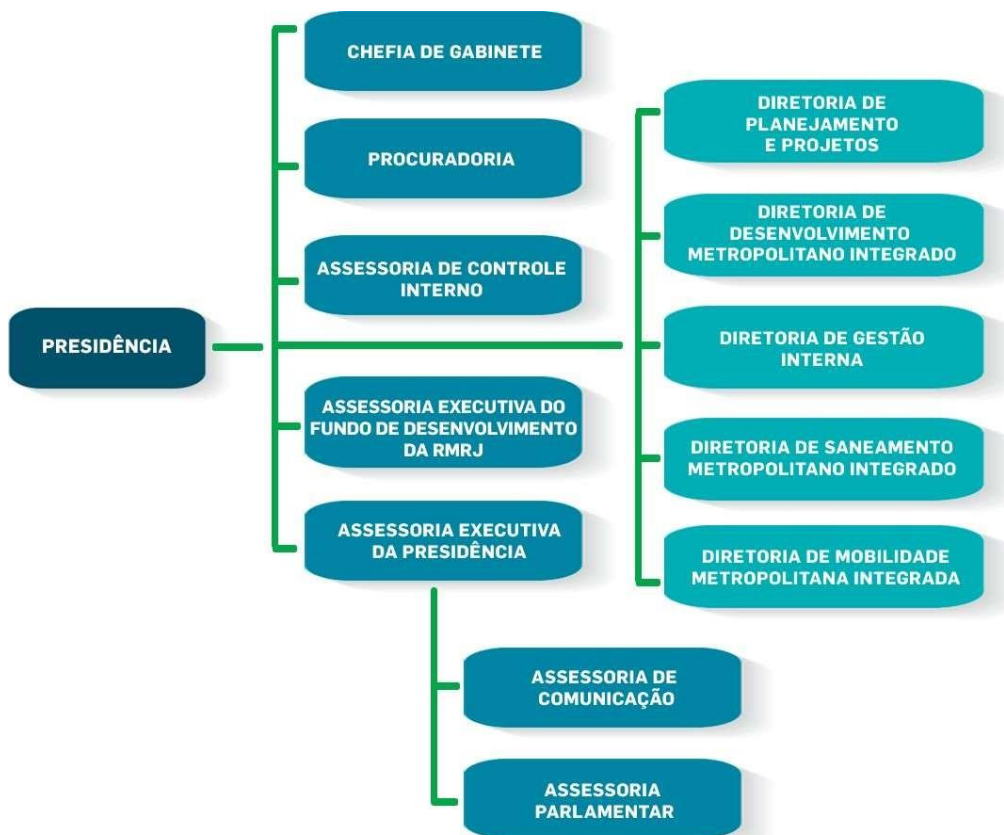 PRESIDÊNCIA
CHEFIA DE GABINETE
PROCURADORIA
ASSESSORIA DE CONTROLE
INTERNO
ASSESSORIA EXECUTIVA DO
FUNDO DE DESENVOLVIMENTO
DA RMRJ
ASSESSORIA EXECUTIVA
DA PRESIDÊNCIA
ASSESSORIA DE
COMUNICAÇÃO
ASSESSORIA
PARLAMENTAR
DIRETORIA DE
PLANEJAMENTO
E PROJETOS
DIRETORIA DE
DESENVOLVIMENTO
METROPOLITANO INTEGRADO
DIRETORIA DE GESTÃO
INTERNA
DIRETORIA DE SANEAMENTO
METROPOLITANO INTEGRADO
DIRETORIA DE MOBILIDADE
METROPOLITANA INTEGRADA